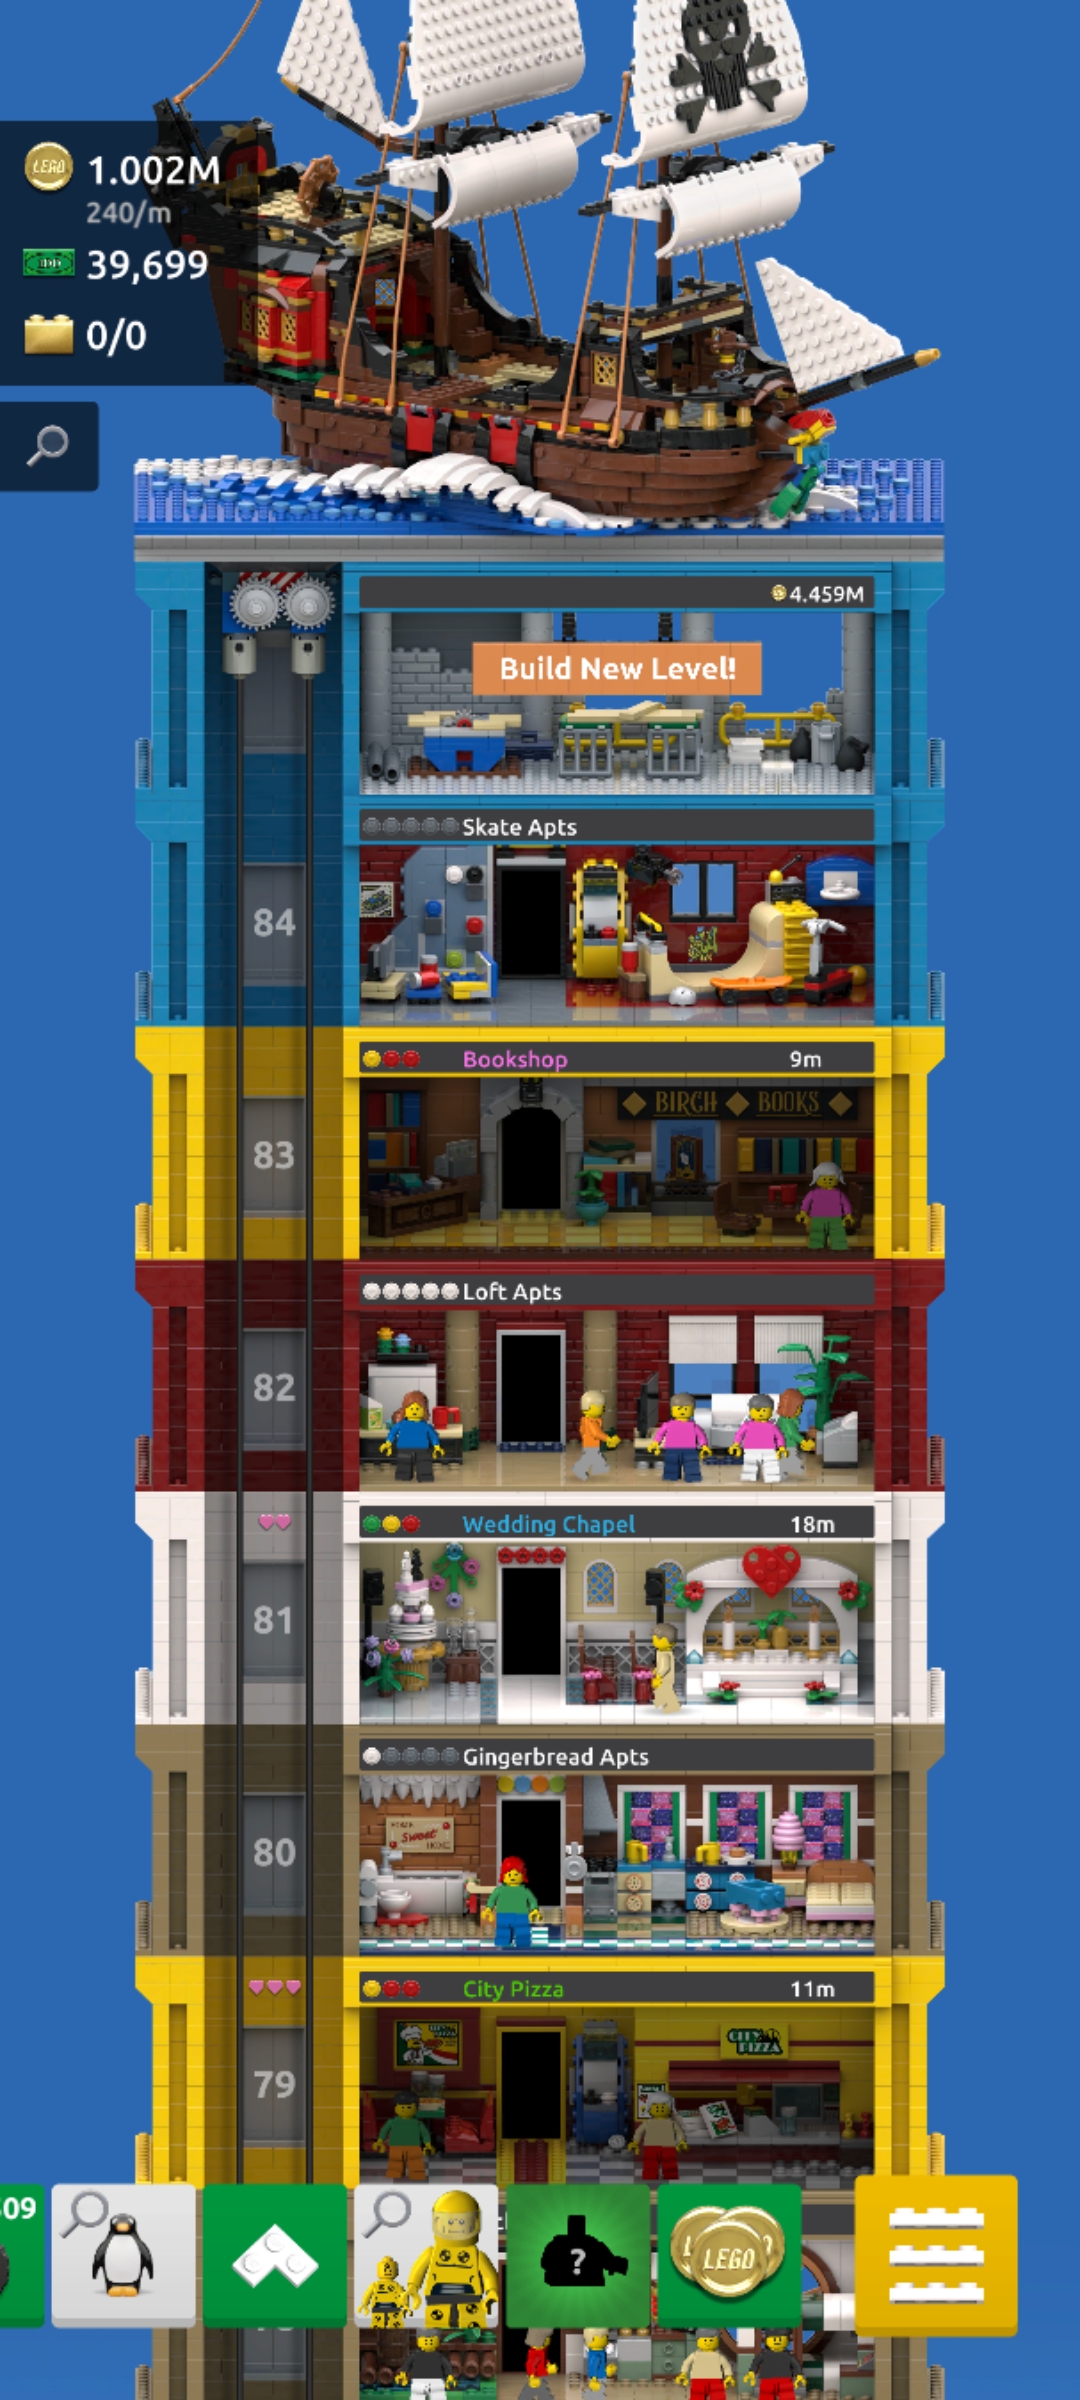 LEGO 1.002M
240/m
39,699
0/0
4.459M
Build New Level!
Skate Apts
84
Bookshop 9m
BIRCH BOOKS
83
Loft Apts
82
Wedding Chapel 18m
81
Gingerbread Apts
Sweet
80
City Pizza 11m
CITY PIZZA
79
?
LEGO